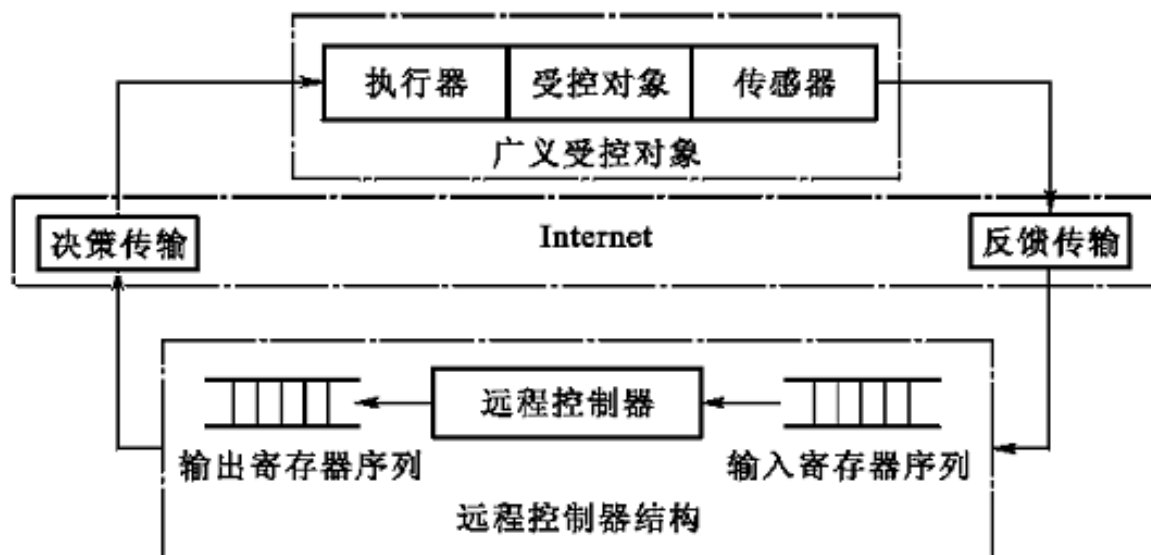 执行器 受控对象 传感器
广义受控对象
决策传输 Internet 反馈传输
远程控制器
输出寄存器序列 输入寄存器序列
远程控制器结构